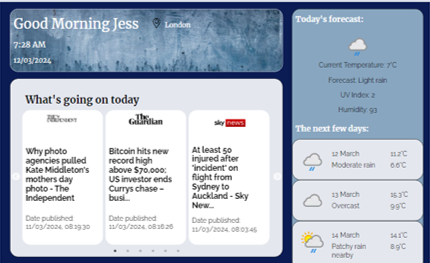 Good Morning Jess
London
7:28 AM
12/03/2024
What's going on today
THE INDEPENDENT
Why photo
agencies pulled
Kate Middleton's
mothers day
photo - The
Independent
Date published:
11/03/2024, 08:19:30
The
Guardian
Bitcoin hits new
record high
above $70,000;
US investor ends
Currys chase –
busi...
Date published:
11/03/2024, 08:16:26
sky news
At least 50
injured after
'incident' on
flight from
Sydney to
Auckland - Sky
New...
Date published:
11/03/2024, 08:03:45
Today's forecast:
Current Temperature: 7°C
Forecast: Light rain
UV Index: 2
Humidity: 93
The next few days:
12 March 11.2°C
Moderate rain 6.6°C
13 March 15.3°C
Overcast 9.9°C
14 March 14.1°C
Patchy rain 8.9°C
nearby